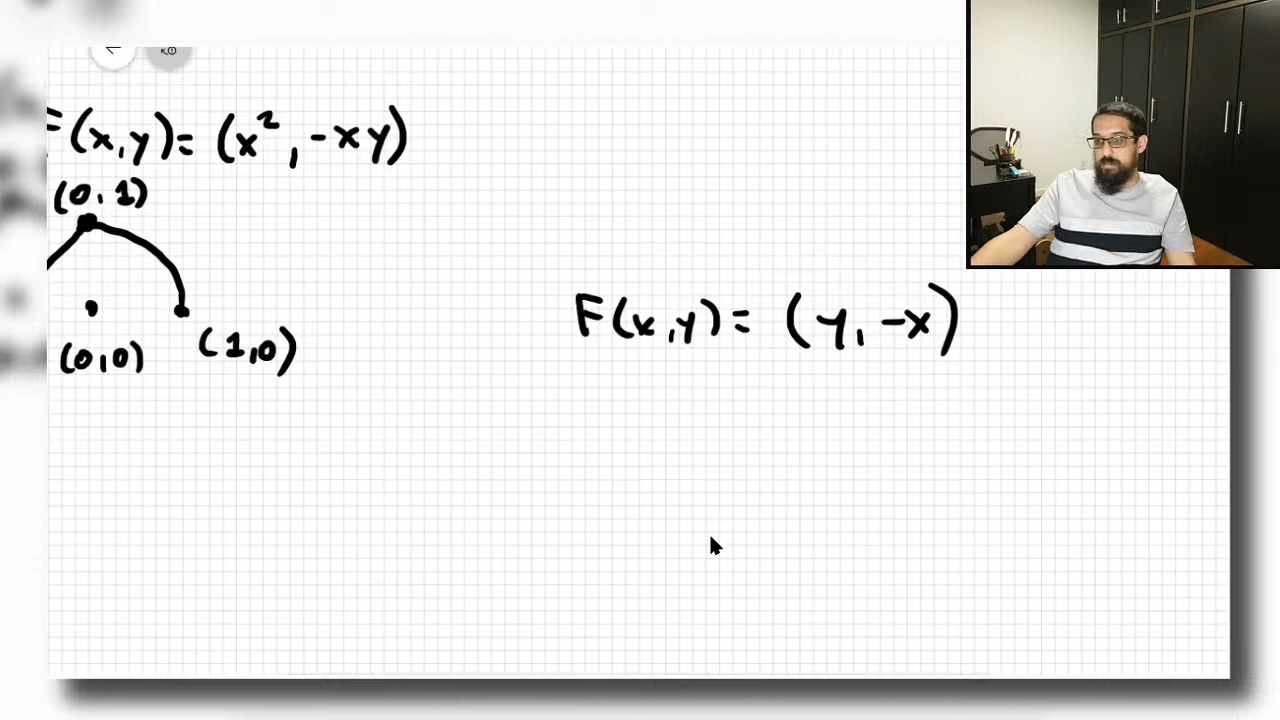 F(x,y)= (x²,-xy)
(0,1)
(0,0) (1,0)
F(x,y)= (y,-x)